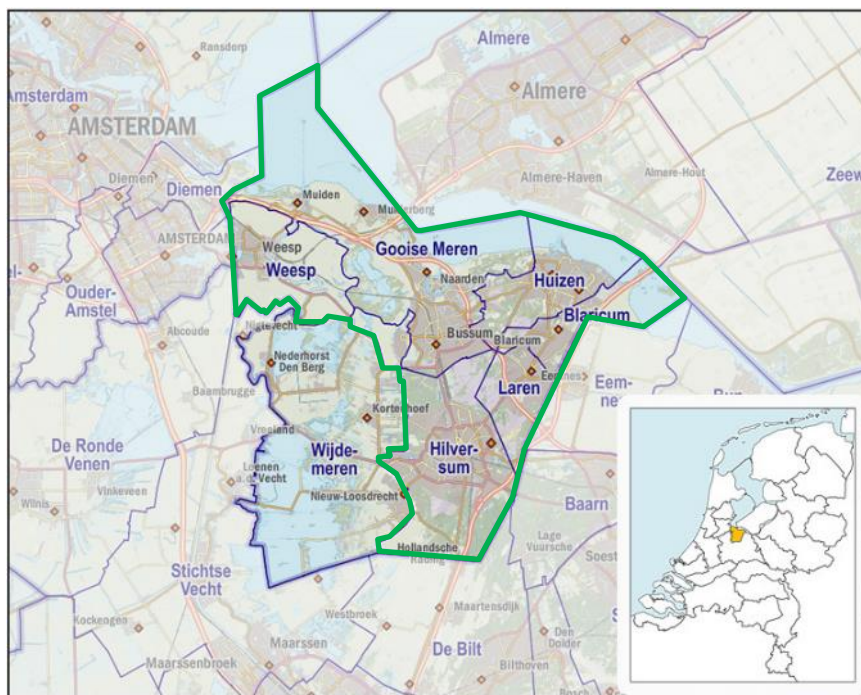 Ransdorp
Almere
Amsterdam
AMSTERDAM
Almere
Diemen
Diemen
Muiden
Muiderberg
Almere-Haven
Almere-Hout
AMSTERDAM
Weesp
Weesp
Gooise Meren
Naarden
Huizen
Blaricum
Ouder-
Amstel
Abcoude
Nigtevecht
Bussum
Blaricum
Nederhorst
Den Berg
Baambrugge
Laren
Eemnes
Eem-
Kortenhoef
Vreeland
De Ronde
Venen
Wijde-
meren
Hilver-
sum
Loenen
a.d. Vecht
Vinkeveen
Wilnis
Nieuw-Loosdrecht
Baarn
Hollandsche
Rading
Lage
Vuursche
Stichtse
Vecht
Westbroek
Maartensdijk
Kockengen
Maarssen
Maarssenbroek
De Bilt
Den
Dolder
Bilthoven